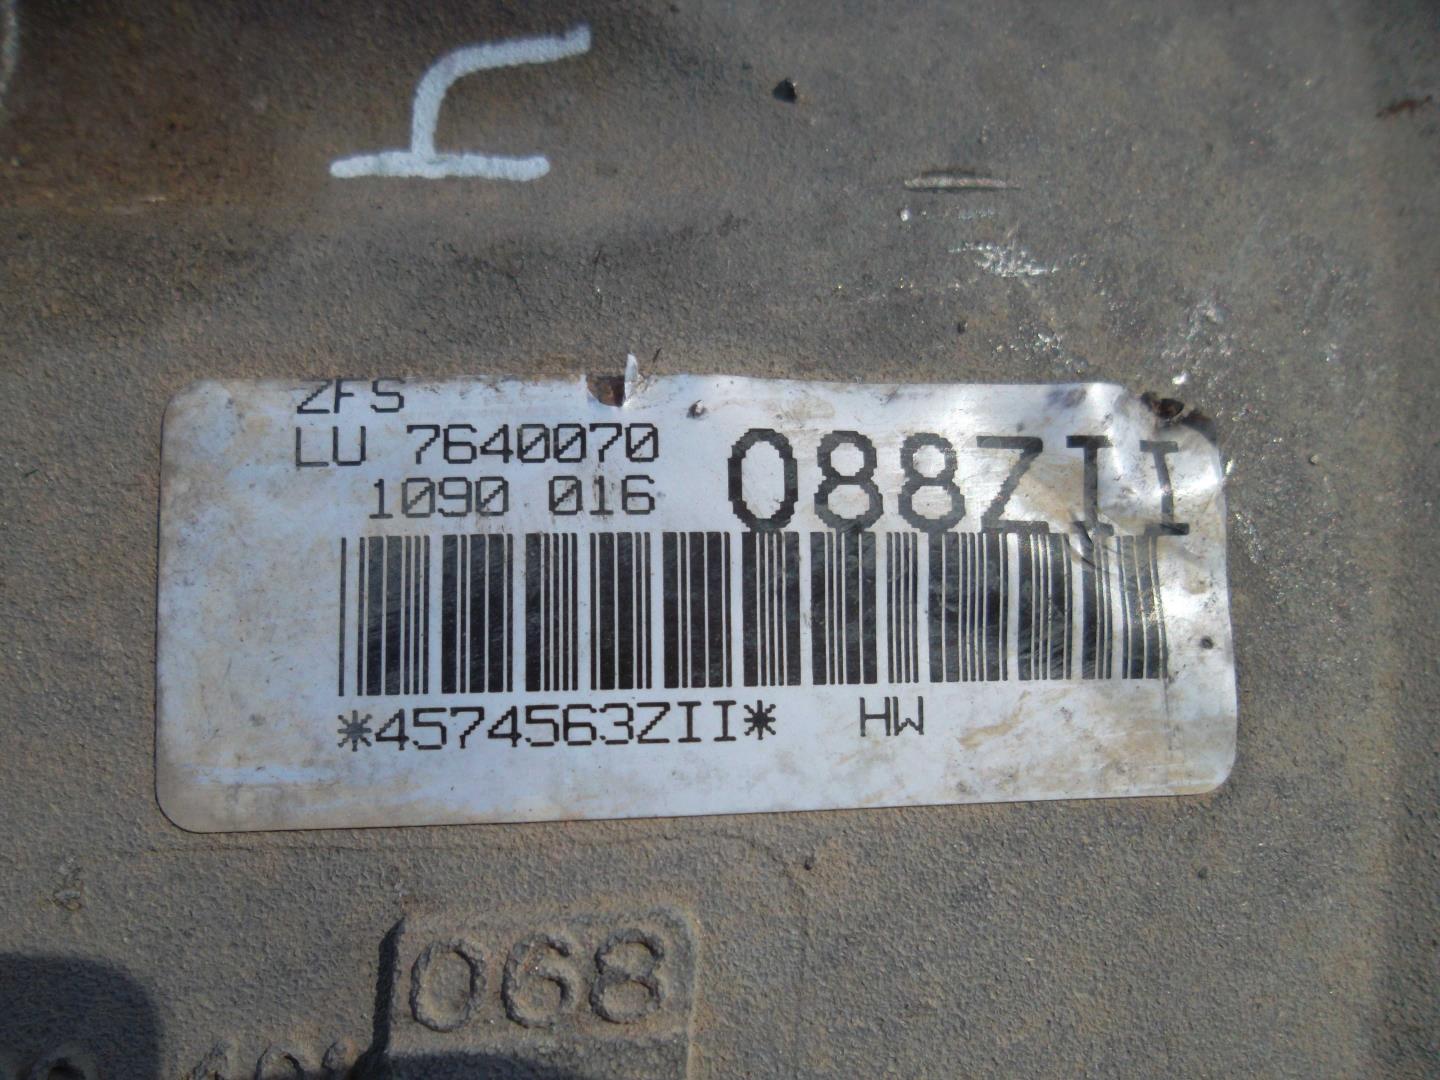 ZFS
LU 7640070
1090 016
088ZII
*4574563ZII* HW
068